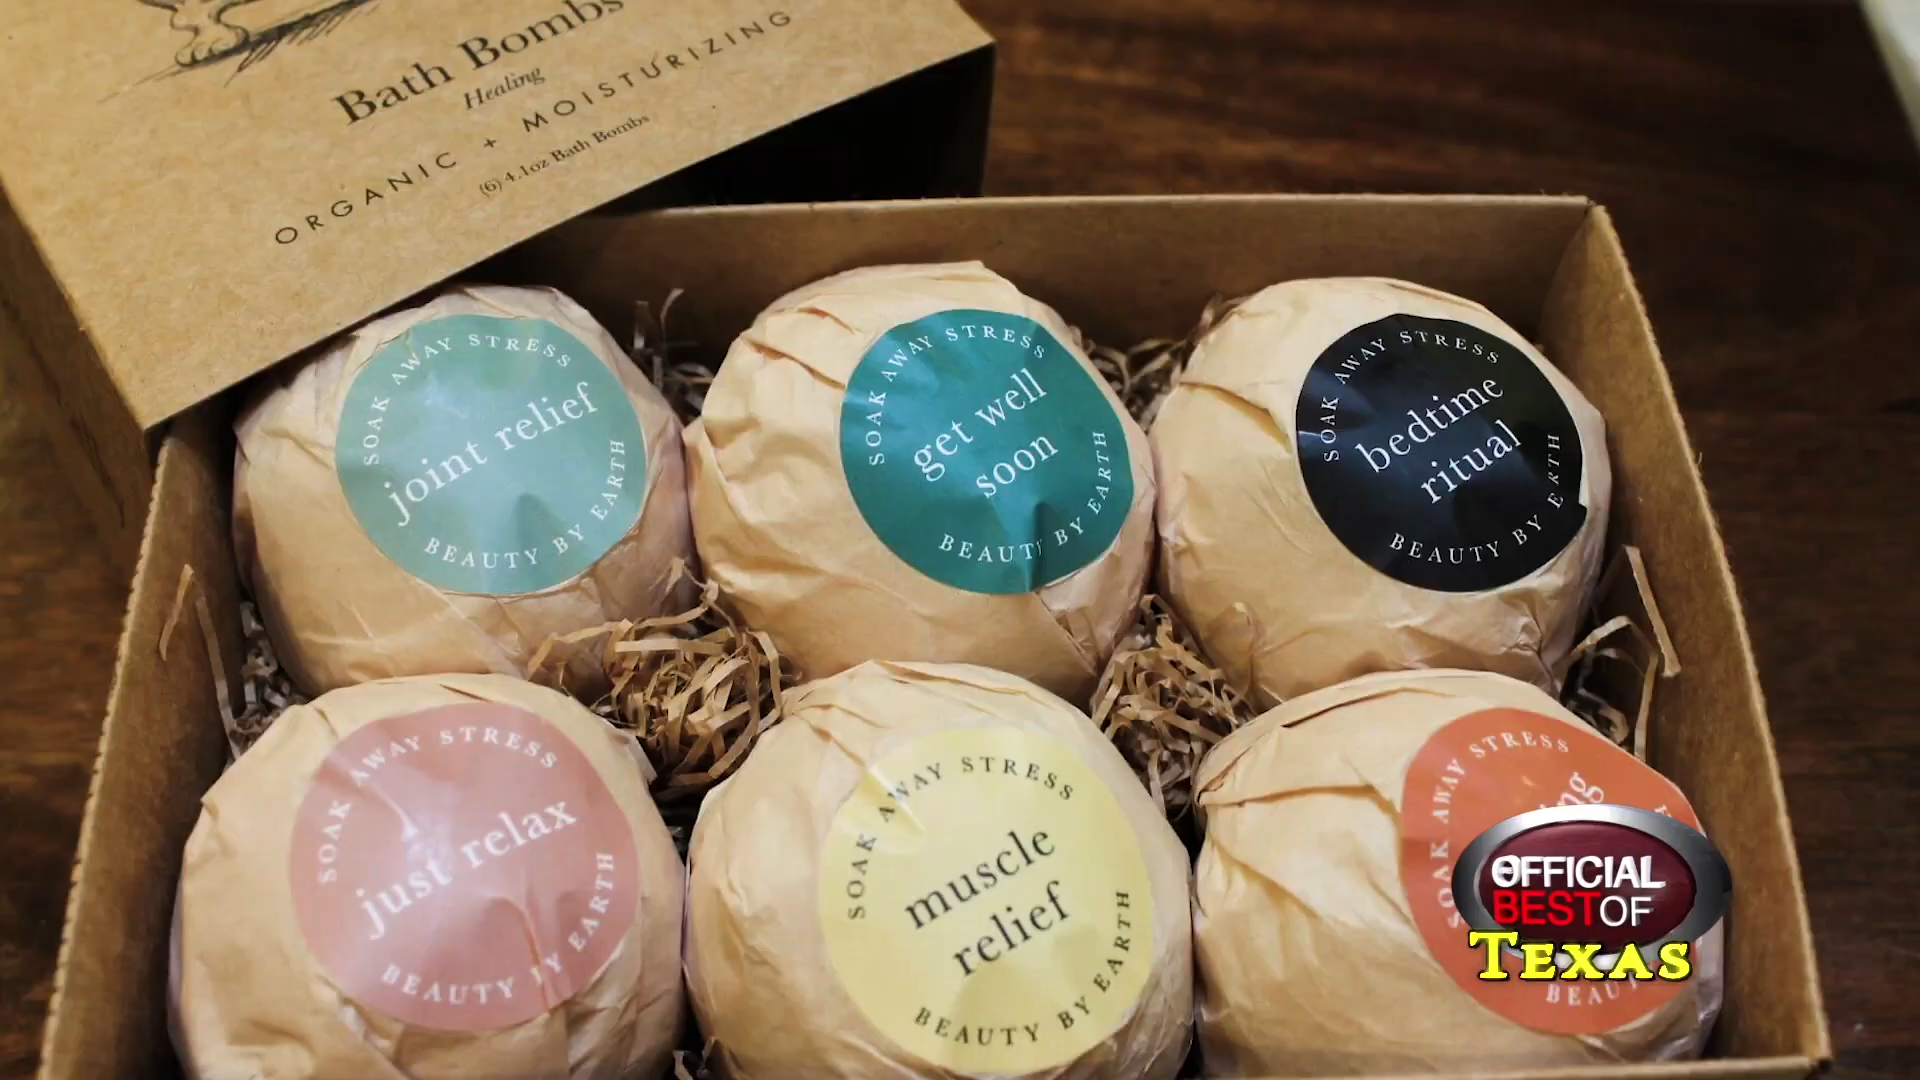 Bath Bombs
Healing
ORGANIC + MOISTURIZING
(6) 4.1oz Bath Bombs
SOAK AWAY STRESS
joint relief
BEAUTY BY EARTH
SOAK AWAY STRESS
get well
soon
BEAUTY BY EARTH
SOAK AWAY STRESS
bedtime
ritual
BEAUTY BY EARTH
SOAK AWAY STRESS
just relax
BEAUTY BY EARTH
SOAK AWAY STRESS
muscle
relief
BEAUTY BY EARTH
SOAK AWAY STRESS
OFFICIAL
BEST OF
TEXAS